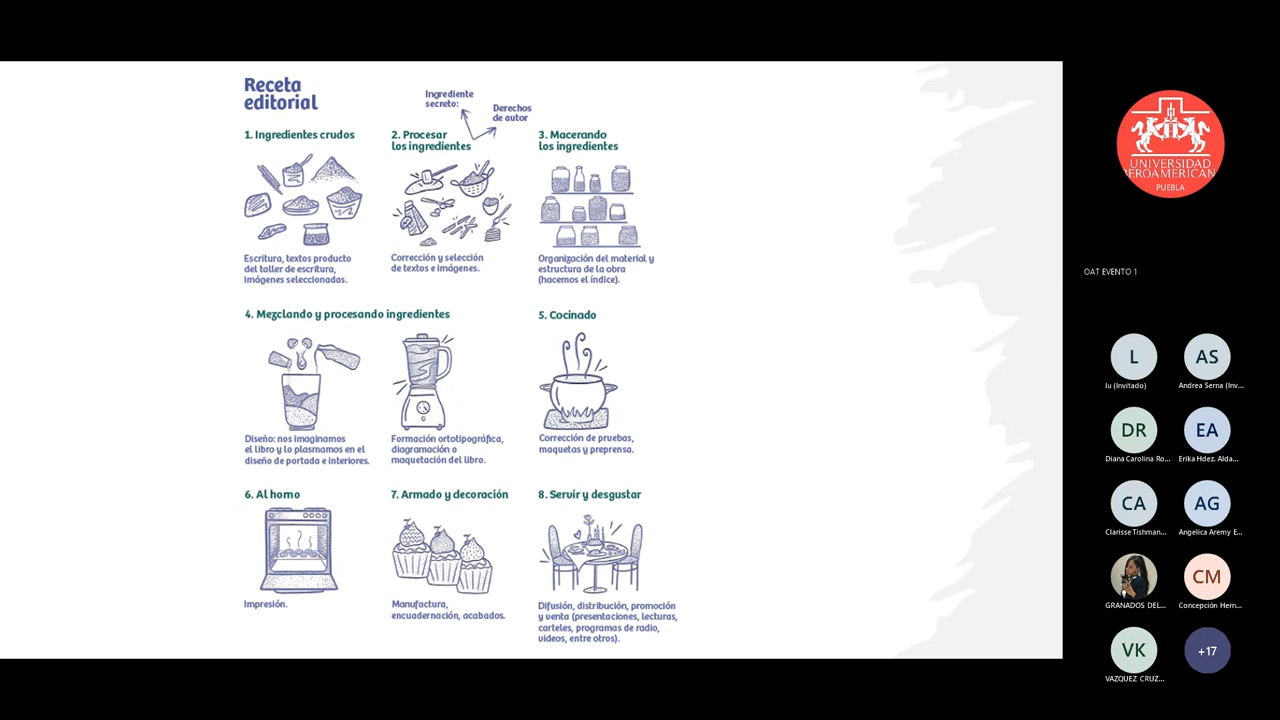 Receta
editorial
Ingrediente
secreto:
Derechos
de autor
1. Ingredientes crudos
2. Procesar
los ingredientes
3. Macerando
los ingredientes
Escritura, textos producto
del taller de escritura,
imágenes seleccionadas.
Corrección y selección
de textos e imágenes.
Organización del material y
estructura de la obra
(hacemos el índice).
4. Mezclando y procesando ingredientes
5. Cocinado
Diseño: nos imaginamos
el libro y lo plasmamos en el
diseño de portada e interiores.
Formación ortotipográfica,
diagramación o
maquetación del libro.
Corrección de pruebas,
maquetas y preprensa.
6. Al horno
7. Armado y decoración
8. Servir y desgustar
Impresión.
Manufactura,
encuadernación, acabados.
Difusión, distribución, promoción
y venta (presentaciones, lecturas,
carteles, programas de radio,
videos, entre otros).
UNIVERSIDAD
IBEROAMERICANA
PUEBLA
OAT EVENTO 1
L
lu (Invitado)
AS
Andrea Serna (Inv...
DR
Diana Carolina Ro...
EA
Erika Hdez. Alda...
CA
Clarisse Tishman...
AG
Angelica Aremy E...
GRANADOS DEL...
CM
Concepción Hern...
VK
VAZQUEZ CRUZ...
+17